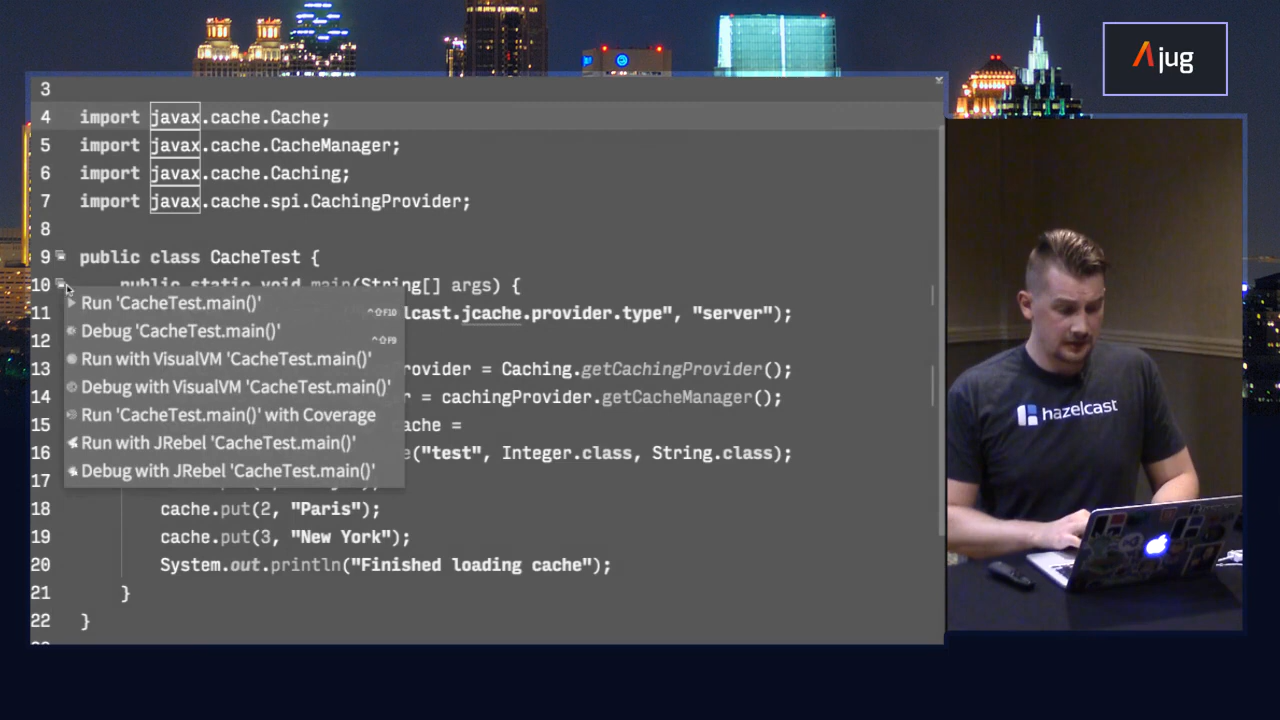 Λjug
3
4 import javax.cache.Cache;
5 import javax.cache.CacheManager;
6 import javax.cache.Caching;
7 import javax.cache.spi.CachingProvider;
8
9 public class CacheTest {
10 public static void main(String[] args) {
11 lcast.jcache.provider.type", "server");
12
13 rovider = Caching.getCachingProvider();
14 r = cachingProvider.getCacheManager();
15 ache =
16 e("test", Integer.class, String.class);
17
18 cache.put(2, "Paris");
19 cache.put(3, "New York");
20 System.out.println("Finished loading cache");
21 }
22 }
Run 'CacheTest.main()' ^⇧F10
Debug 'CacheTest.main()' ^⇧F9
Run with VisualVM 'CacheTest.main()'
Debug with VisualVM 'CacheTest.main()'
Run 'CacheTest.main()' with Coverage
Run with JRebel 'CacheTest.main()'
Debug with JRebel 'CacheTest.main()'
hazelcast